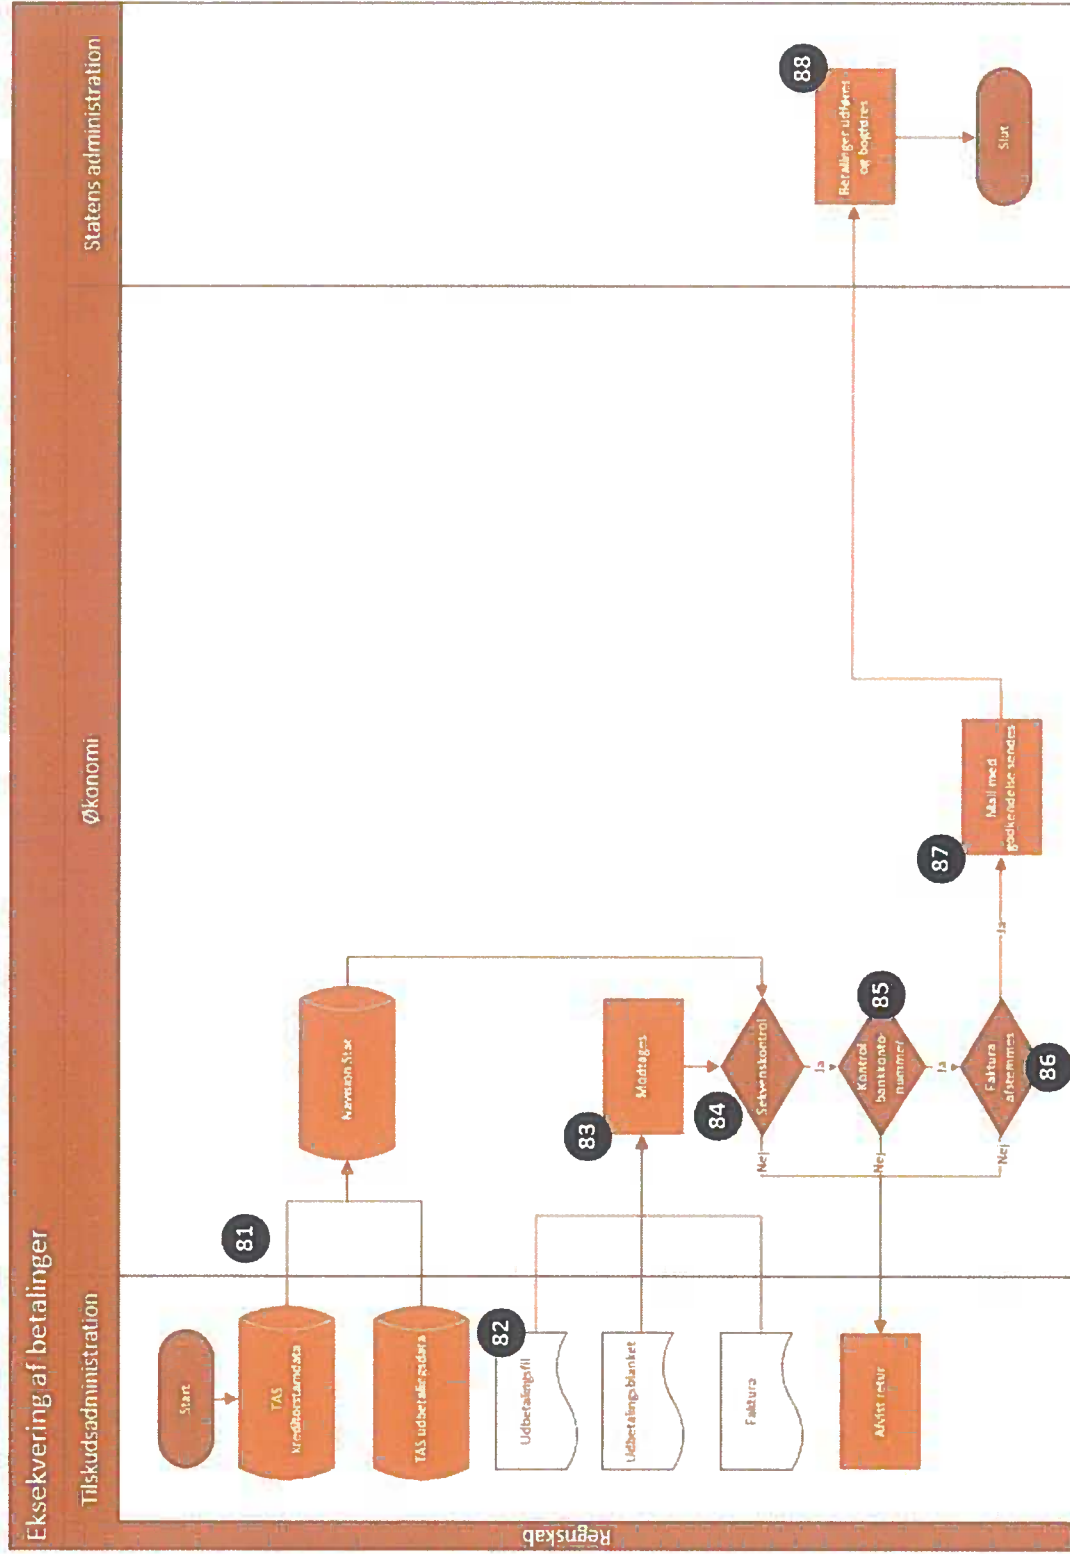 Eksekvering af betalinger
Tilskudsadministration
Økonomi
Statens administration
Regnskab
Start
TAS
kreditorstamdata
TAS udbetalingsdata
81
Navision Stat
82
Udbetalingsfil
Udbetalingsblanket
Faktura
83
Modtages
84
Sekvenskontrol
Nej
Ja
85
Kontrol
bankkonto-
nummer
Nej
Ja
86
Faktura
afstemmes
Nej
Ja
Afvist retur
87
Mail med
godkendelse sendes
88
Betalinger udføres
og bogføres
Slut